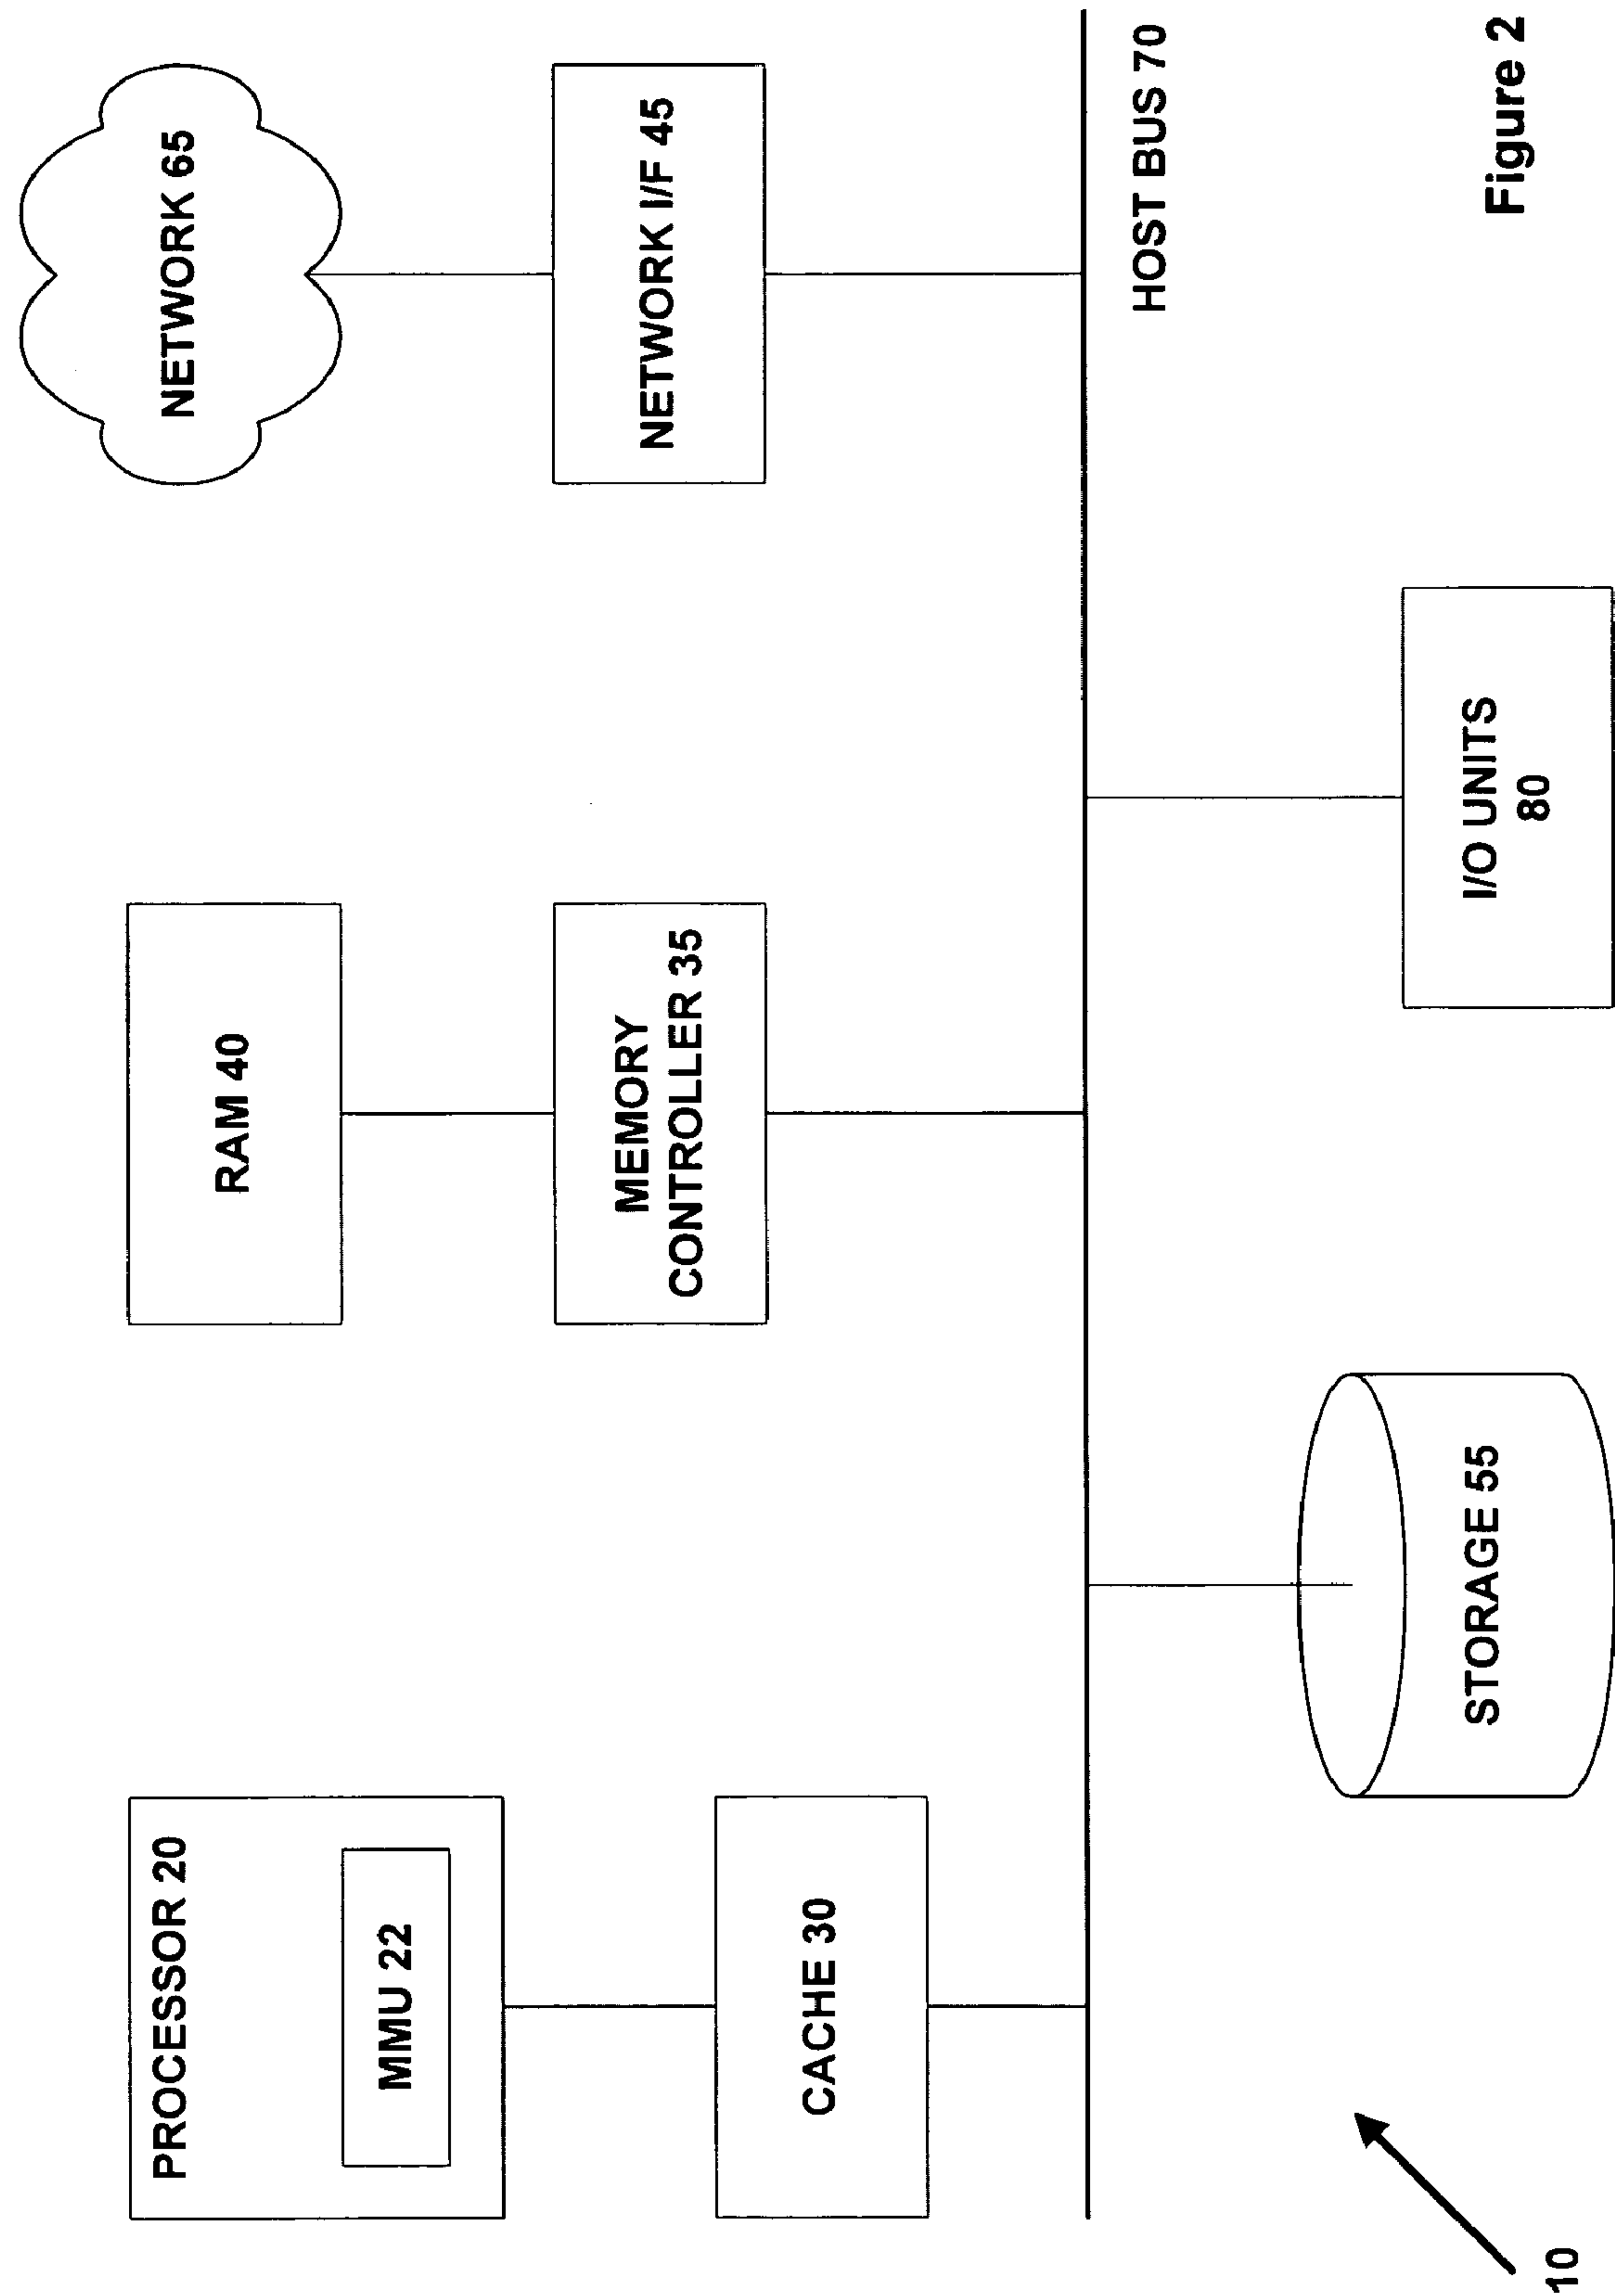 PROCESSOR 20
MMU 22
CACHE 30
RAM 40
MEMORY
CONTROLLER 35
NETWORK 65
NETWORK I/F 45
HOST BUS 70
STORAGE 55
I/O UNITS
80
10
Figure 2